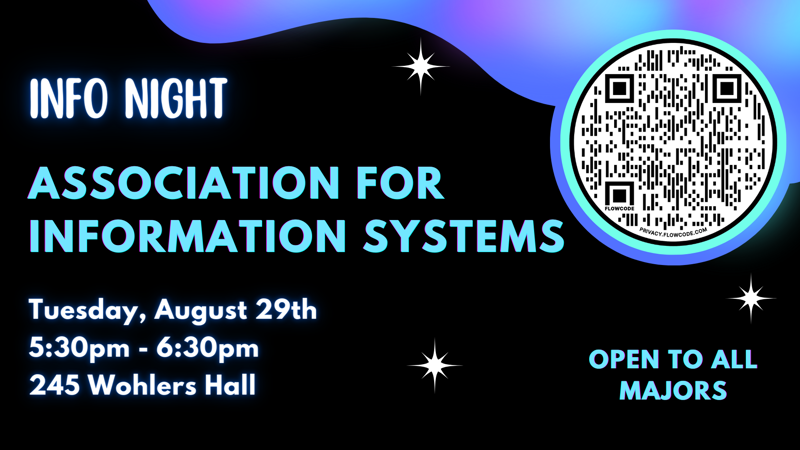 INFO NIGHT
ASSOCIATION FOR
INFORMATION SYSTEMS
Tuesday, August 29th
5:30pm - 6:30pm
245 Wohlers Hall
FLOWCODE
PRIVACY.FLOWCODE.COM
OPEN TO ALL
MAJORS